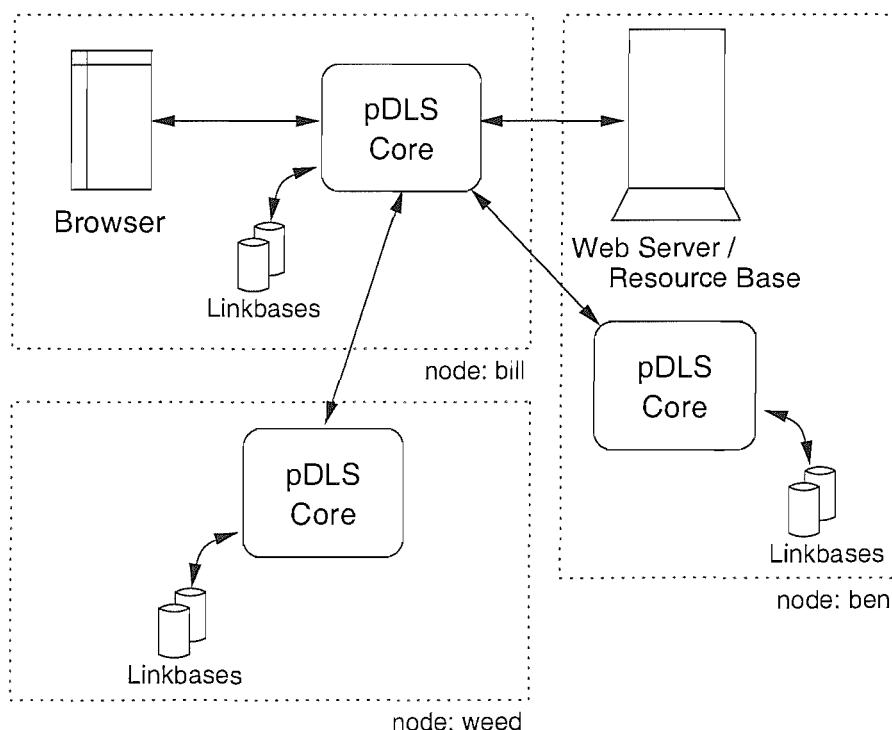 pDLS
Core
Browser
Linkbases
node: bill
Web Server /
Resource Base
pDLS
Core
Linkbases
node: ben
pDLS
Core
Linkbases
node: weed